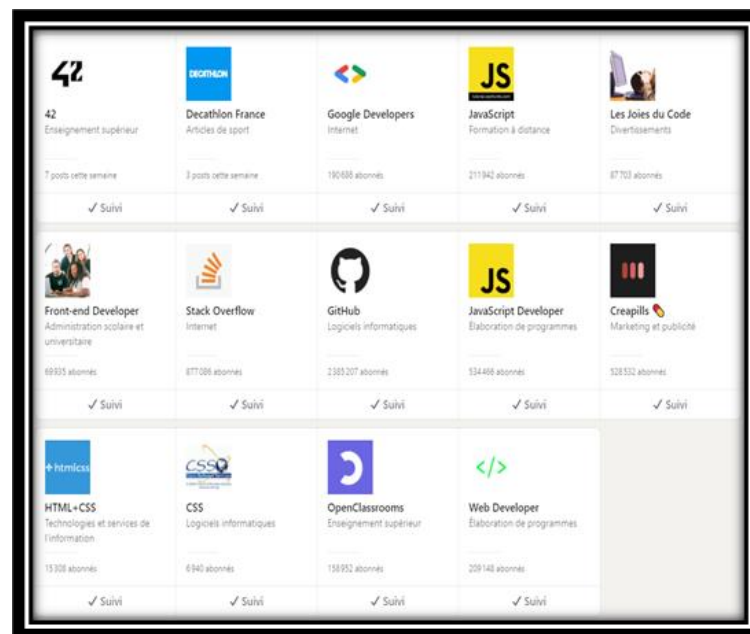 42
DECATHLON
JS
42
Enseignement supérieur
7 posts cette semaine
✓ Suivi
Decathlon France
Articles de sport
3 posts cette semaine
✓ Suivi
Google Developers
Internet
190 686 abonnés
✓ Suivi
JavaScript
Formation à distance
211 942 abonnés
✓ Suivi
Les Joies du Code
Divertissements
87 703 abonnés
✓ Suivi
Front-end Developer
Administration scolaire et
universitaire
69 935 abonnés
✓ Suivi
Stack Overflow
Internet
877 086 abonnés
✓ Suivi
GitHub
Logiciels informatiques
2 385 207 abonnés
✓ Suivi
JS
JavaScript Developer
Élaboration de programmes
534 466 abonnés
✓ Suivi
Creapills 💊
Marketing et publicité
528 532 abonnés
✓ Suivi
+htmlcss
HTML+CSS
Technologies et services de
l'information
15 308 abonnés
✓ Suivi
CSS
CSS
Logiciels informatiques
6 940 abonnés
✓ Suivi
OpenClassrooms
Enseignement supérieur
158 952 abonnés
✓ Suivi
</>
Web Developer
Élaboration de programmes
209 148 abonnés
✓ Suivi